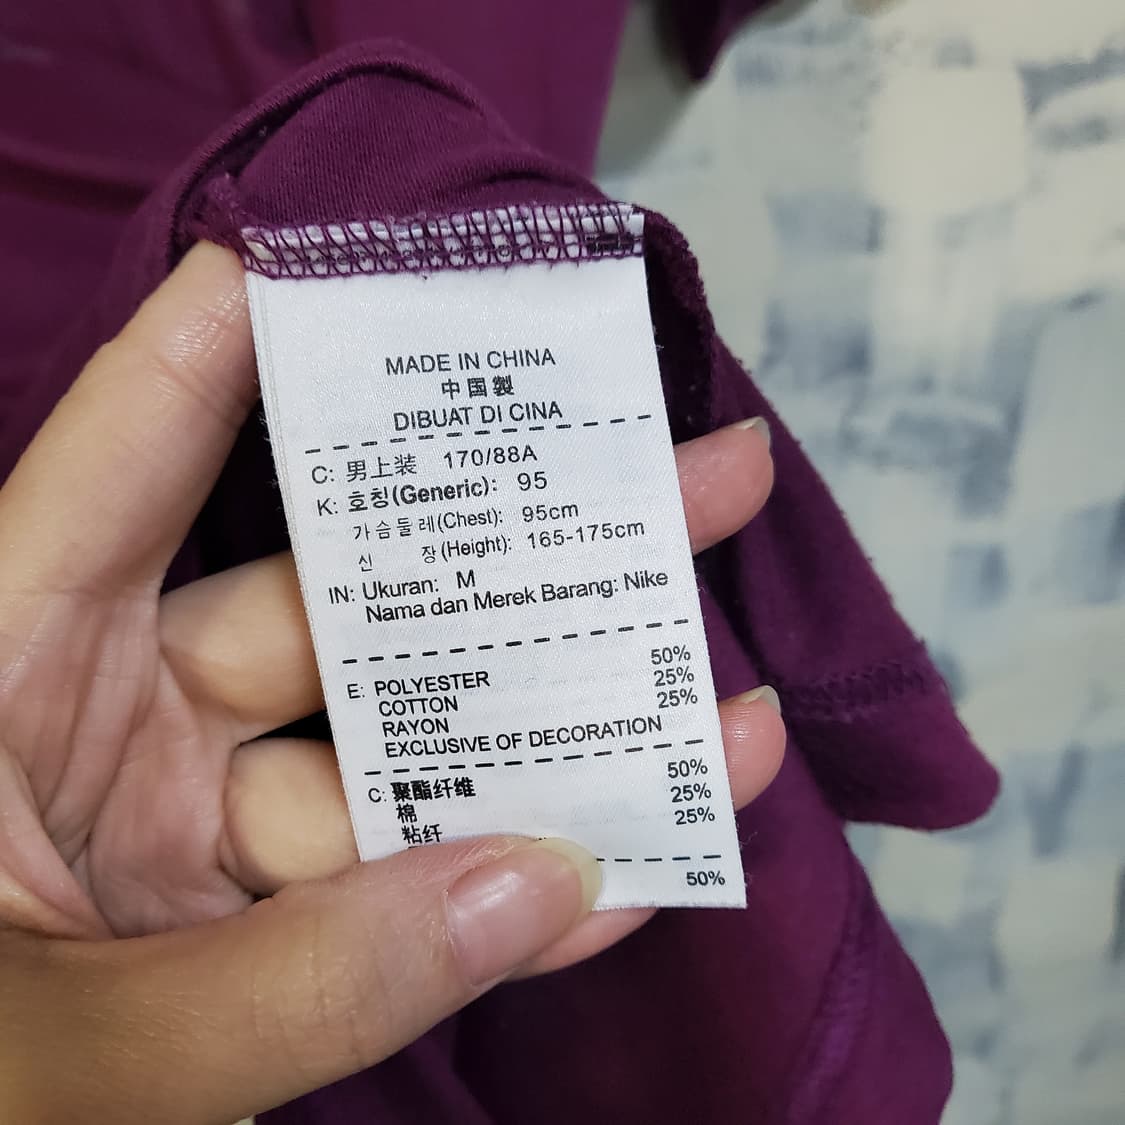 MADE IN CHINA
中国製
DIBUAT DI CINA
C: 男上装 170/88A
K: 호칭(Generic): 95
가슴둘레(Chest): 95cm
신 장(Height): 165-175cm
IN: Ukuran: M
Nama dan Merek Barang: Nike
E: POLYESTER 50%
COTTON 25%
RAYON 25%
EXCLUSIVE OF DECORATION
C: 聚酯纤维 50%
棉 25%
粘纤 25%
50%